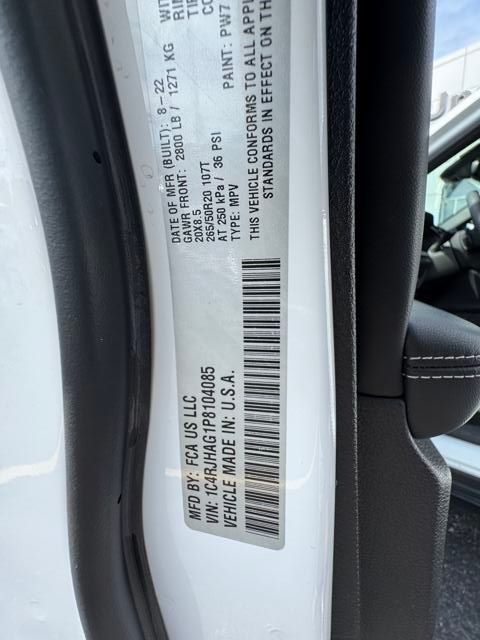 MFD BY: FCA US LLC
DATE OF MFR (BUILT): 8-22
GAWR FRONT: 2800 LB / 1271 KG
20X8.5
265/50R20 107T
AT 250 kPa / 36 PSI
TYPE: MPV
PAINT: PW7
VIN: 1C4RJHAG1P8104085
VEHICLE MADE IN: U.S.A.
THIS VEHICLE CONFORMS TO ALL
STANDARDS IN EFFECT ON